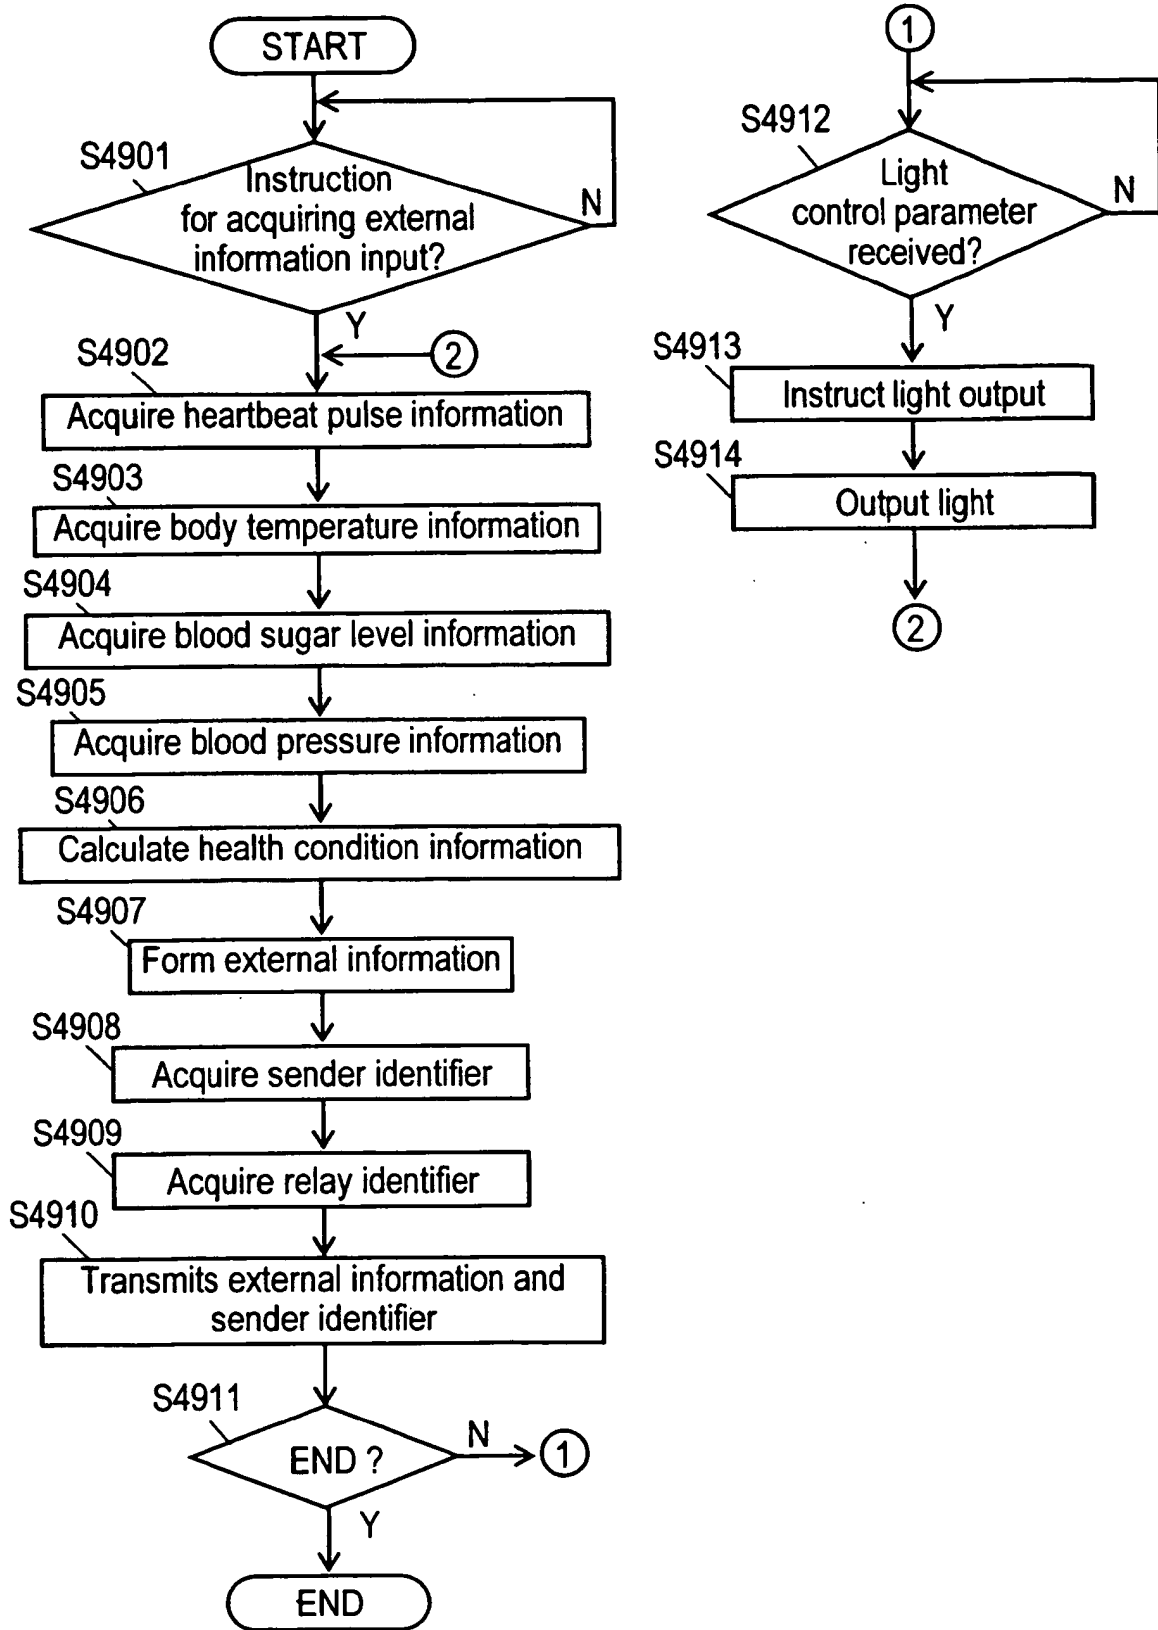 START
S4901
Instruction
for acquiring external
information input?
N
Y
2
S4902
Acquire heartbeat pulse information
S4903
Acquire body temperature information
S4904
Acquire blood sugar level information
S4905
Acquire blood pressure information
S4906
Calculate health condition information
S4907
Form external information
S4908
Acquire sender identifier
S4909
Acquire relay identifier
S4910
Transmits external information and
sender identifier
S4911
END ?
N
1
Y
END
1
S4912
Light
control parameter
received?
N
Y
S4913
Instruct light output
S4914
Output light
2